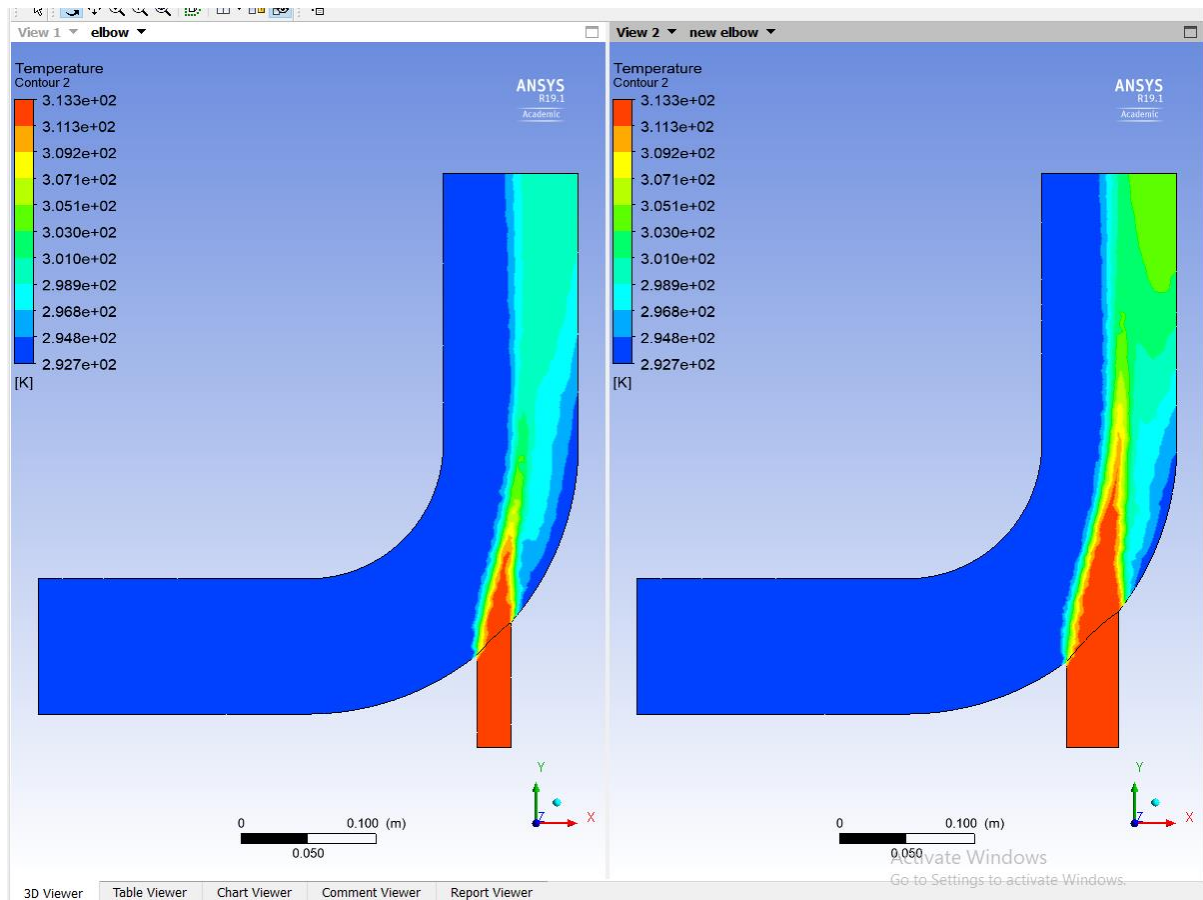 View 1 elbow
Temperature
Contour 2
3.133e+02
3.113e+02
3.092e+02
3.071e+02
3.051e+02
3.030e+02
3.010e+02
2.989e+02
2.968e+02
2.948e+02
2.927e+02
[K]
ANSYS
R19.1
Academic
Y
Z
X
0 0.100 (m)
0.050
View 2 new elbow
Temperature
Contour 2
3.133e+02
3.113e+02
3.092e+02
3.071e+02
3.051e+02
3.030e+02
3.010e+02
2.989e+02
2.968e+02
2.948e+02
2.927e+02
[K]
ANSYS
R19.1
Academic
Y
Z
X
0 0.100 (m)
0.050
Activate Windows
Go to Settings to activate Windows.
3D Viewer Table Viewer Chart Viewer Comment Viewer Report Viewer